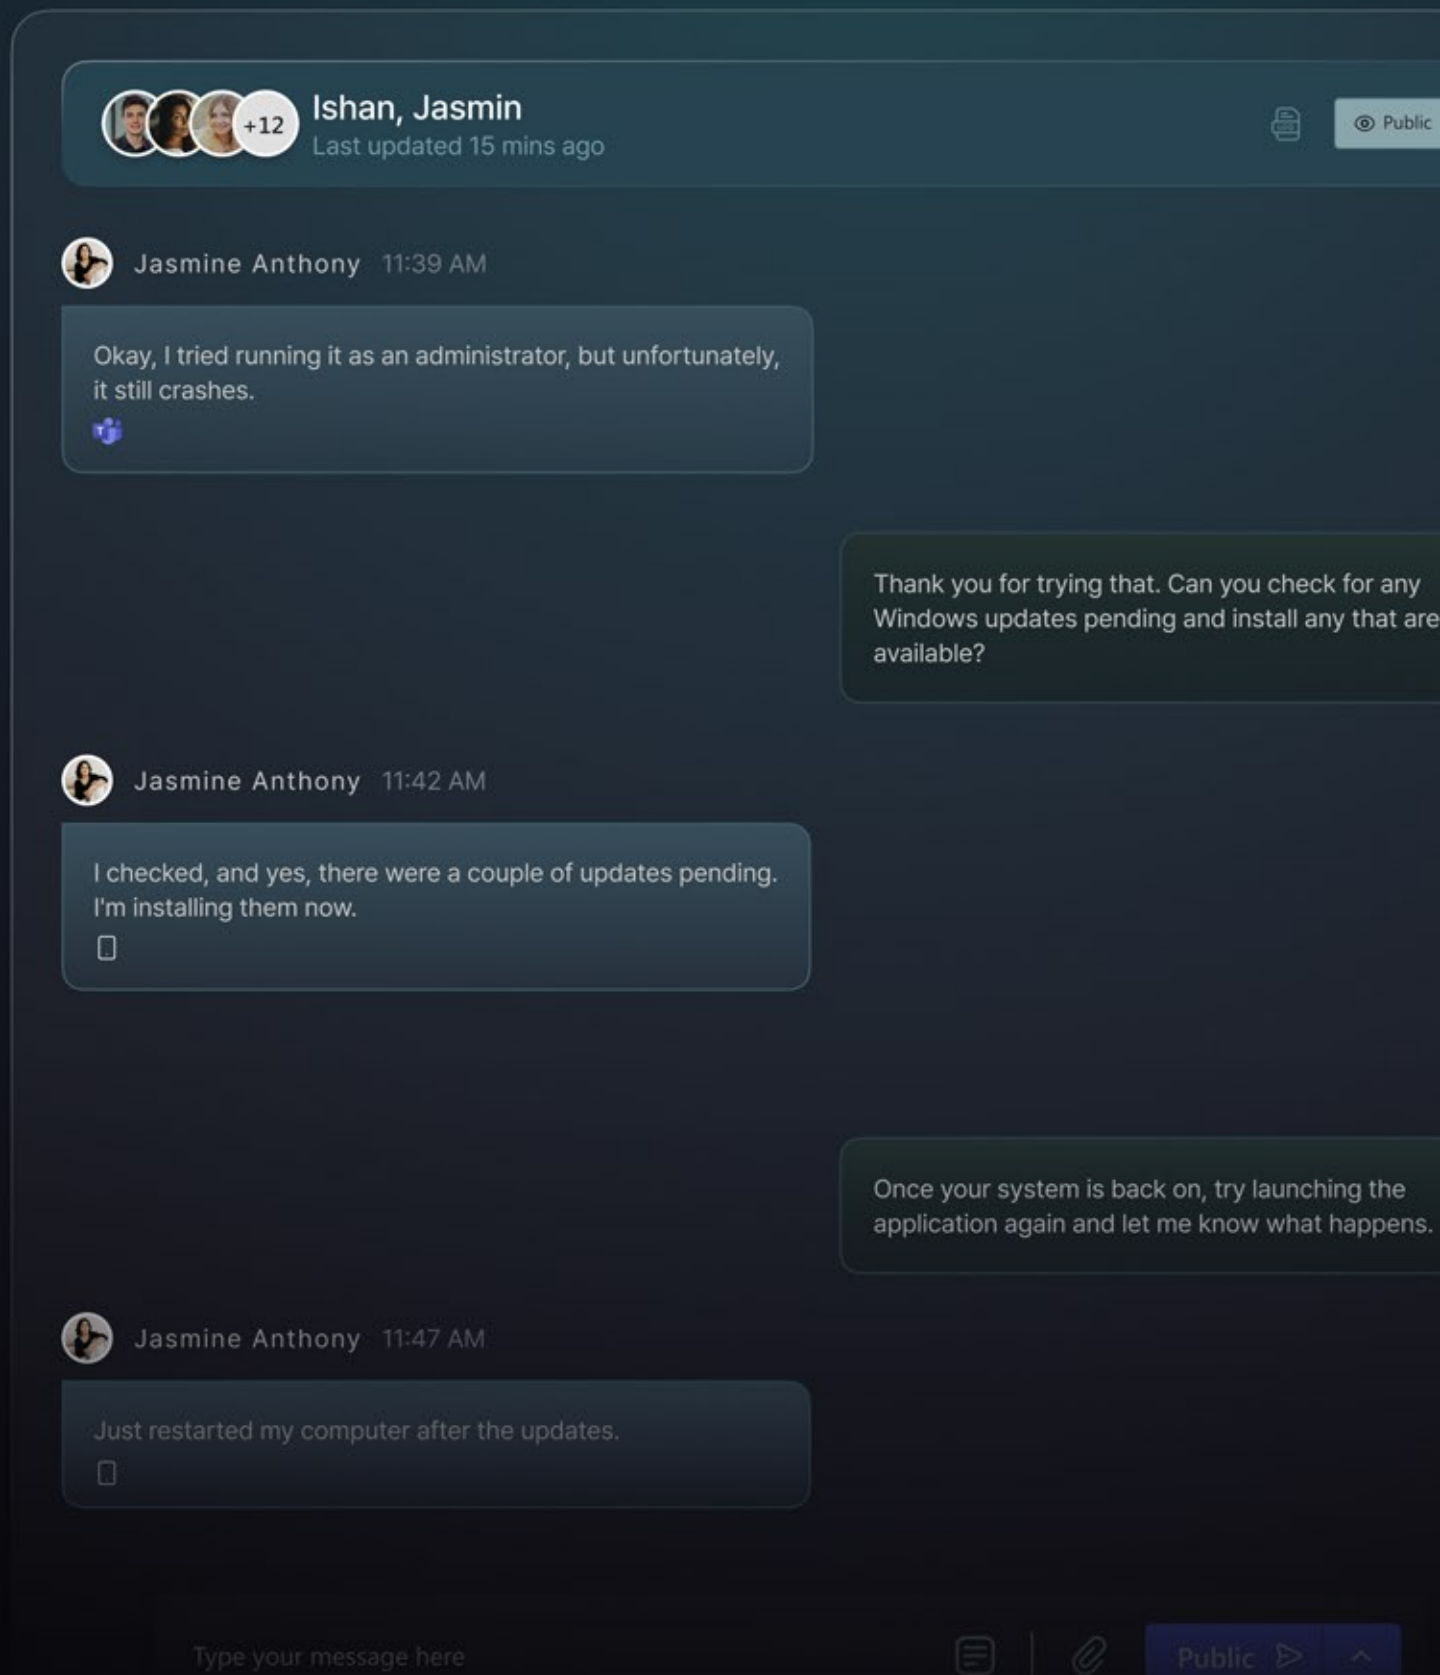 +12
Ishan, Jasmin
Last updated 15 mins ago
Public
Jasmine Anthony 11:39 AM
Okay, I tried running it as an administrator, but unfortunately,
it still crashes.
T
Thank you for trying that. Can you check for any
Windows updates pending and install any that are
available?
Jasmine Anthony 11:42 AM
I checked, and yes, there were a couple of updates pending.
I'm installing them now.
Once your system is back on, try launching the
application again and let me know what happens.
Jasmine Anthony 11:47 AM
Just restarted my computer after the updates.
Type your message here
Public